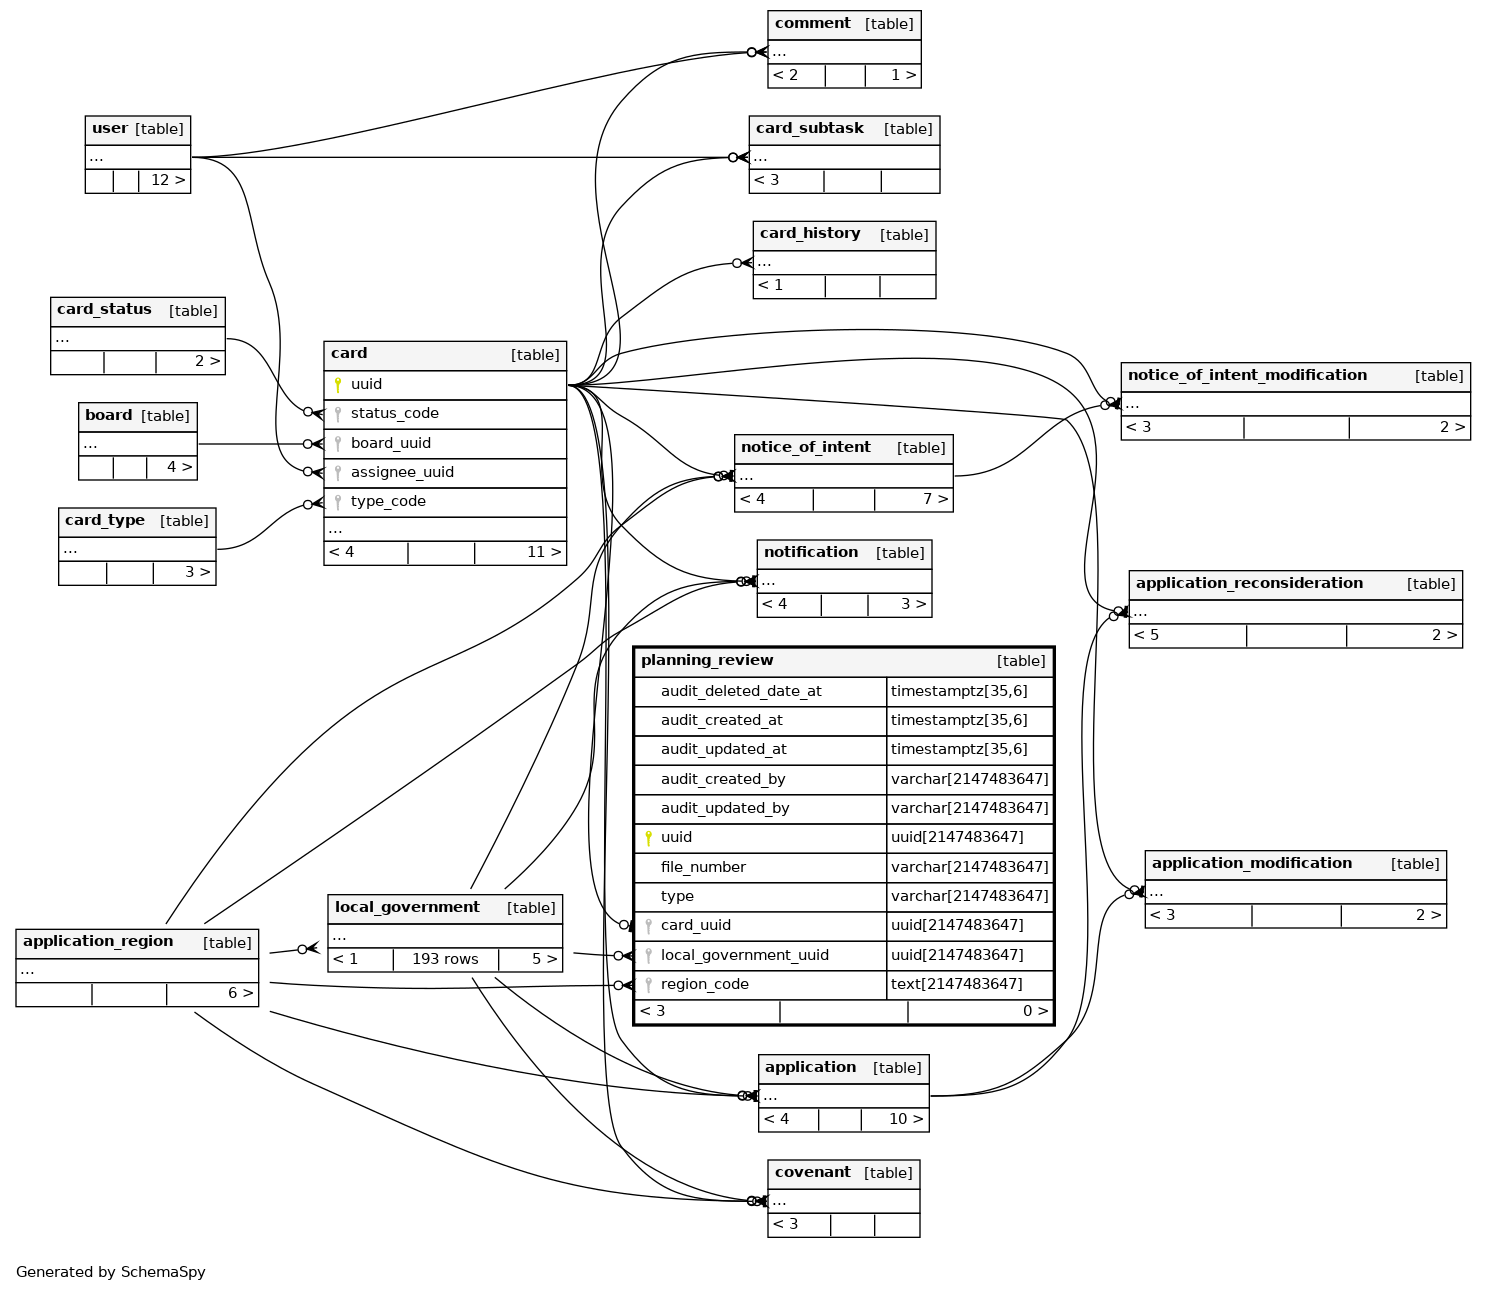 comment [table]
...
< 2 1 >
user [table]
...
12 >
card_subtask [table]
...
< 3
card_history [table]
...
< 1
card_status [table]
...
2 >
board [table]
...
4 >
card_type [table]
...
3 >
card [table]
uuid
status_code
board_uuid
assignee_uuid
type_code
...
< 4 11 >
notice_of_intent_modification [table]
...
< 3 2 >
notice_of_intent [table]
...
< 4 7 >
notification [table]
...
< 4 3 >
application_reconsideration [table]
...
< 5 2 >
planning_review [table]
audit_deleted_date_at timestamptz[35,6]
audit_created_at timestamptz[35,6]
audit_updated_at timestamptz[35,6]
audit_created_by varchar[2147483647]
audit_updated_by varchar[2147483647]
uuid uuid[2147483647]
file_number varchar[2147483647]
type varchar[2147483647]
card_uuid uuid[2147483647]
local_government_uuid uuid[2147483647]
region_code text[2147483647]
< 3 0 >
application_modification [table]
...
< 3 2 >
local_government [table]
...
< 1 193 rows 5 >
application_region [table]
...
6 >
application [table]
...
< 4 10 >
covenant [table]
...
< 3
Generated by SchemaSpy